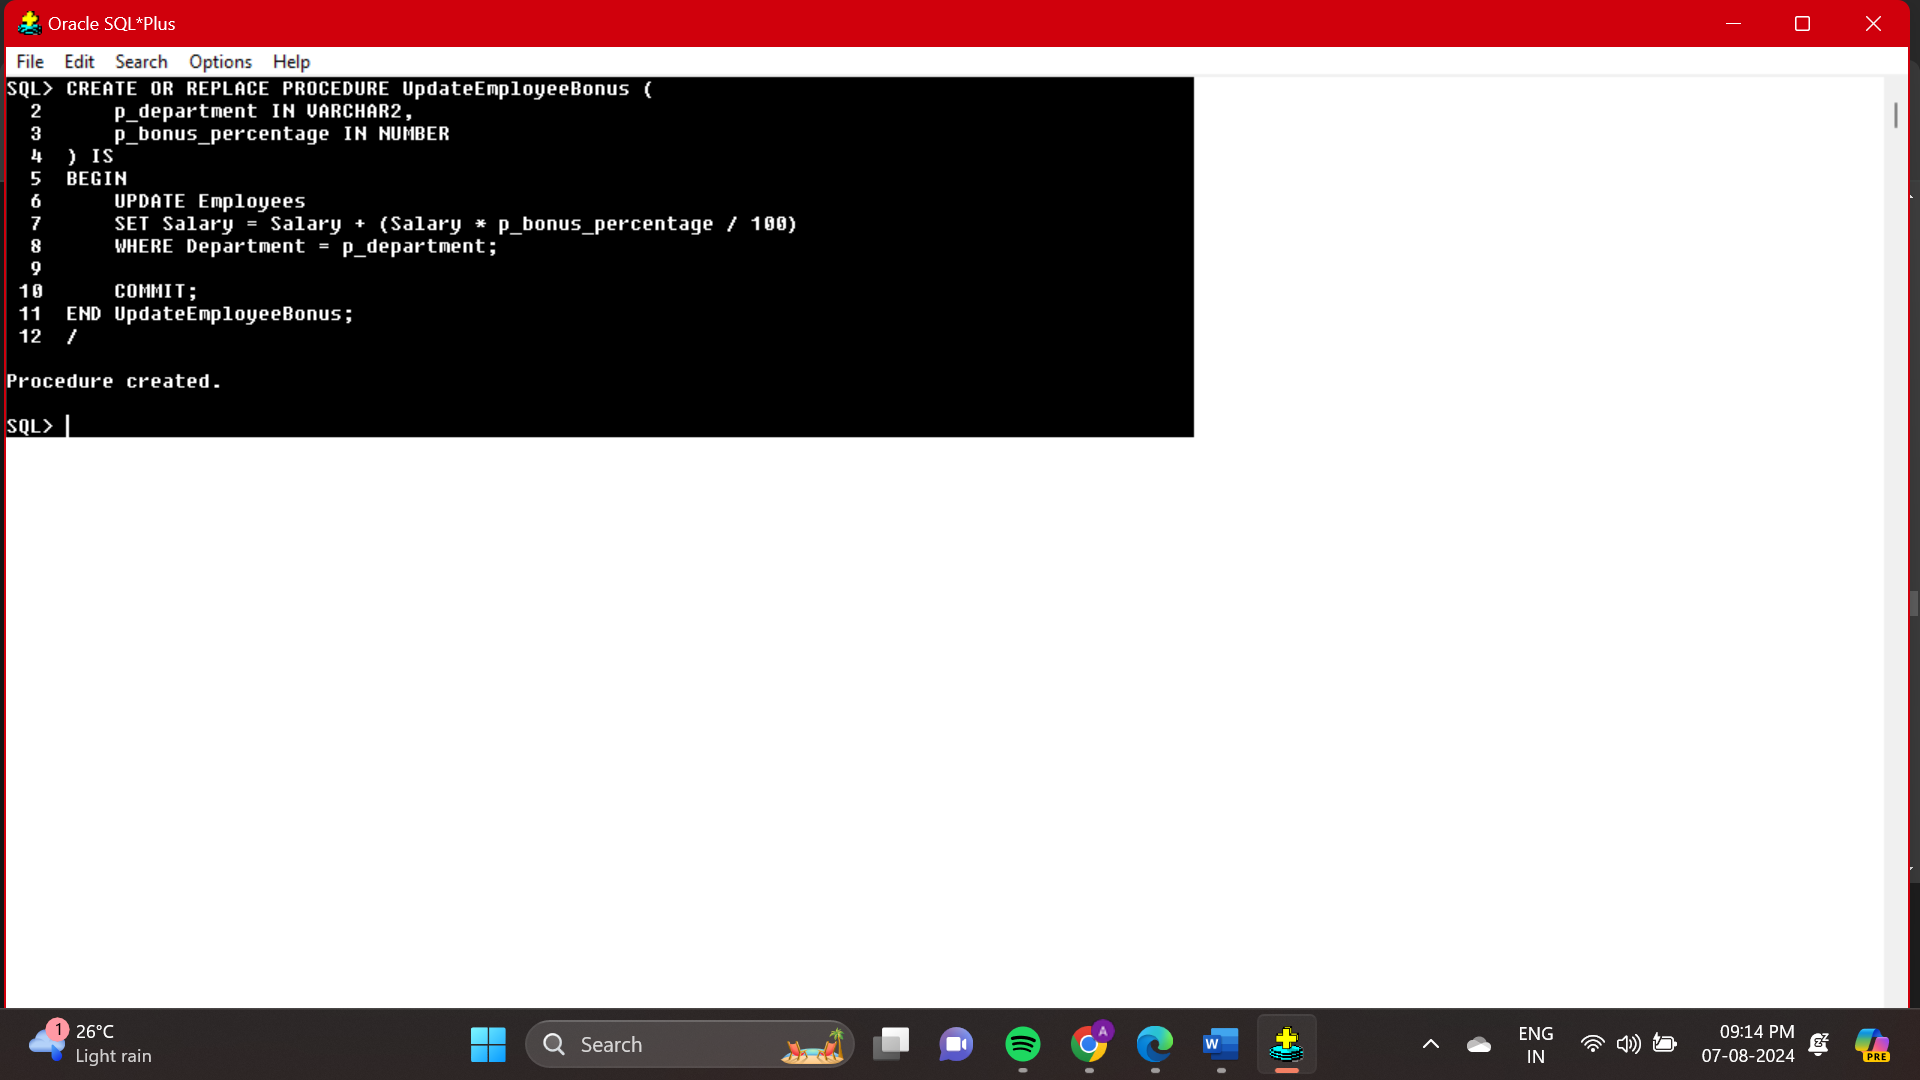 Oracle SQL*Plus
File Edit Search Options Help
SQL> CREATE OR REPLACE PROCEDURE UpdateEmployeeBonus (
2 p_department IN VARCHAR2,
3 p_bonus_percentage IN NUMBER
4 ) IS
5 BEGIN
6 UPDATE Employees
7 SET Salary = Salary + (Salary * p_bonus_percentage / 100)
8 WHERE Department = p_department;
9
10 COMMIT;
11 END UpdateEmployeeBonus;
12 /
Procedure created.
SQL>
1
26°C
Light rain
Search
A
W
ENG
IN
09:14 PM
07-08-2024
PRE